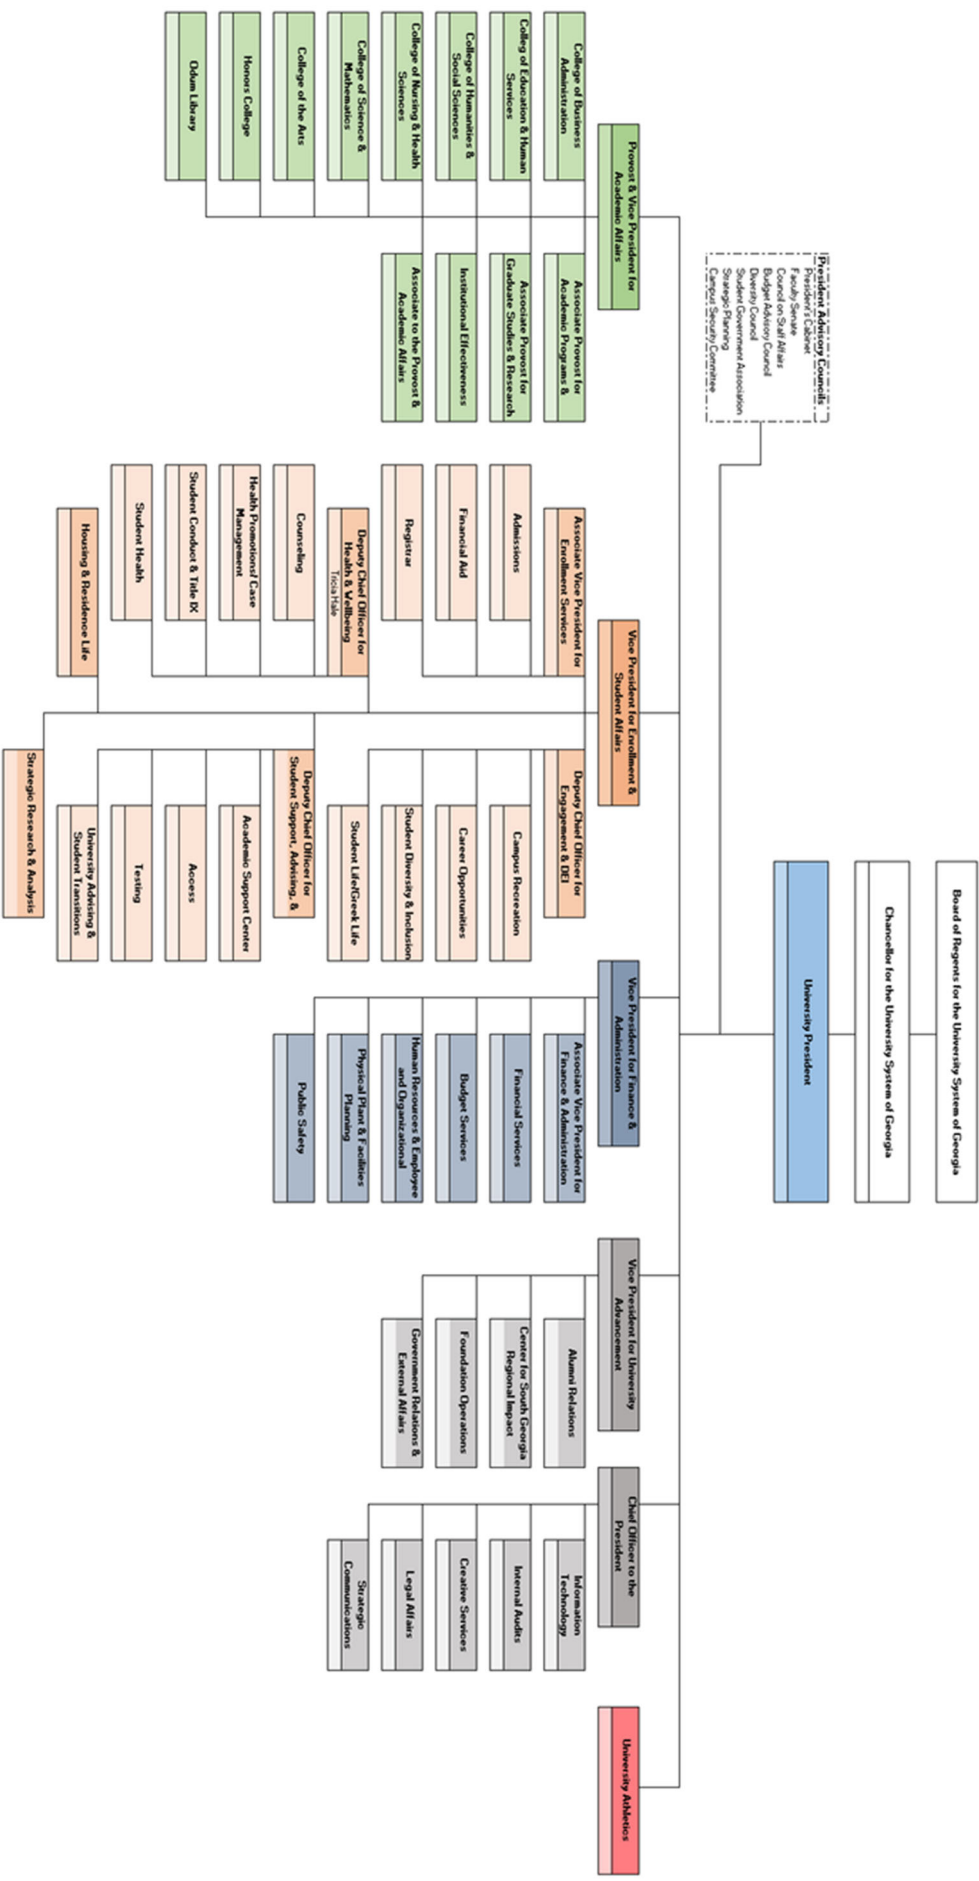 Board of Regents for the University System of Georgia
Chancellor for the University System of Georgia
University President
President Advisory Councils
President's Cabinet
Faculty Senate
Council on Staff Affairs
Budget Advisory Council
Diversity Council
Student Government Association
Strategic Planning
Campus Security Committee
Provost & Vice President for
Academic Affairs
College of Business
Administration
Colleg of Education & Human
Services
College of Humanities &
Social Sciences
College of Nursing & Health
Sciences
College of Science &
Mathematics
College of the Arts
Honors College
Odum Library
Associate Provost for
Academic Programs &
Associate Provost for
Graduate Studies & Research
Institutional Effectiveness
Associate to the Provost &
Academic Affairs
Vice President for Enrollment &
Student Affairs
Associate Vice President for
Enrollment Services
Admissions
Financial Aid
Registrar
Deputy Chief Officer for
Health & Wellbeing
Tricia Hale
Counseling
Health Promotions/ Case
Management
Student Conduct & Title IX
Student Health
Housing & Residence Life
Deputy Chief Officer for
Engagement & DEI
Campus Recreation
Career Opportunities
Student Diversity & Inclusion
Student Life/Greek Life
Deputy Chief Officer for
Student Support, Advising, &
Academic Support Center
Access
Testing
University Advising &
Student Transitions
Strategic Research & Analysis
Vice President for Finance &
Administration
Associate Vice President for
Finance & Administration
Financial Services
Budget Services
Human Resources & Employee
and Organizational
Physical Plant & Facilities
Planning
Public Safety
Vice President for University
Advancement
Alumni Relations
Center for South Georgia
Regional Impact
Foundation Operations
Government Relations &
External Affairs
Chief Officer to the
President
Information
Technology
Internal Audits
Creative Services
Legal Affairs
Strategic
Communications
University Athletics